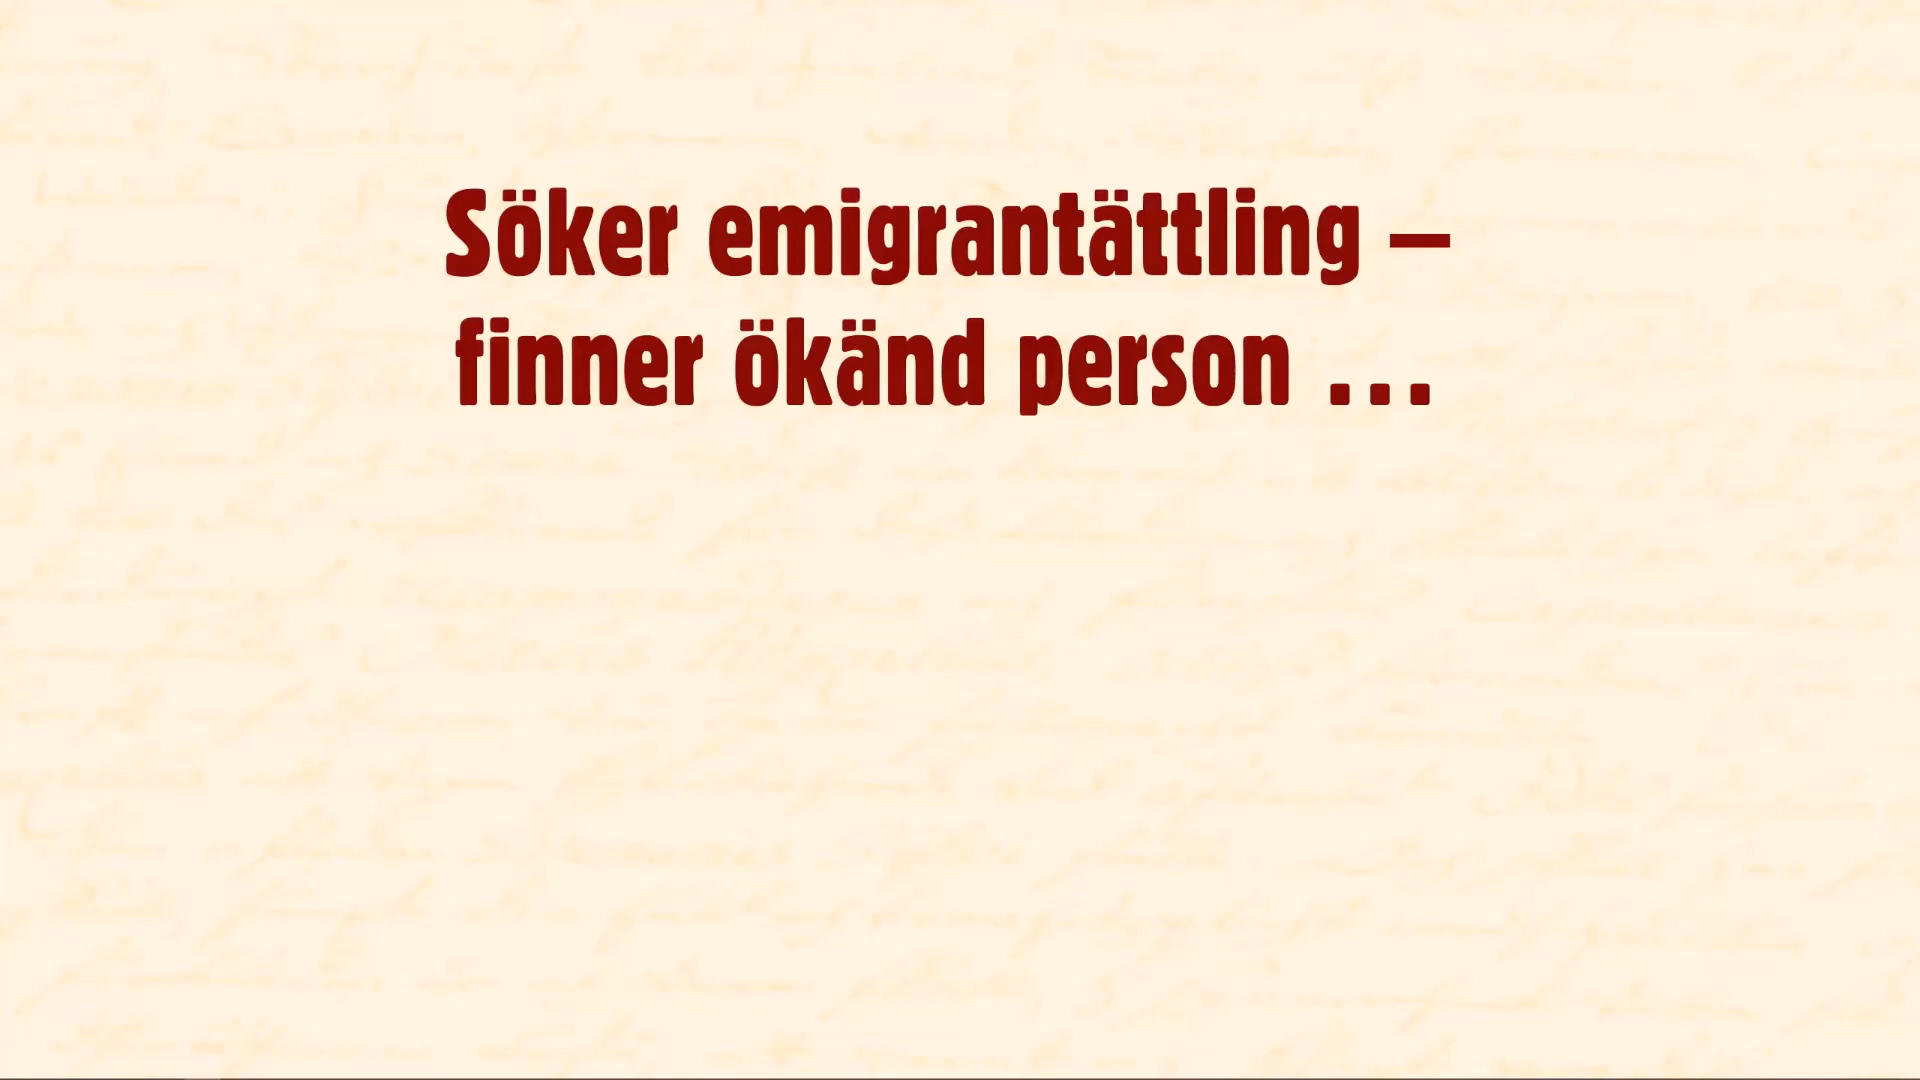 Söker emigrantättling –
finner ökänd person ...